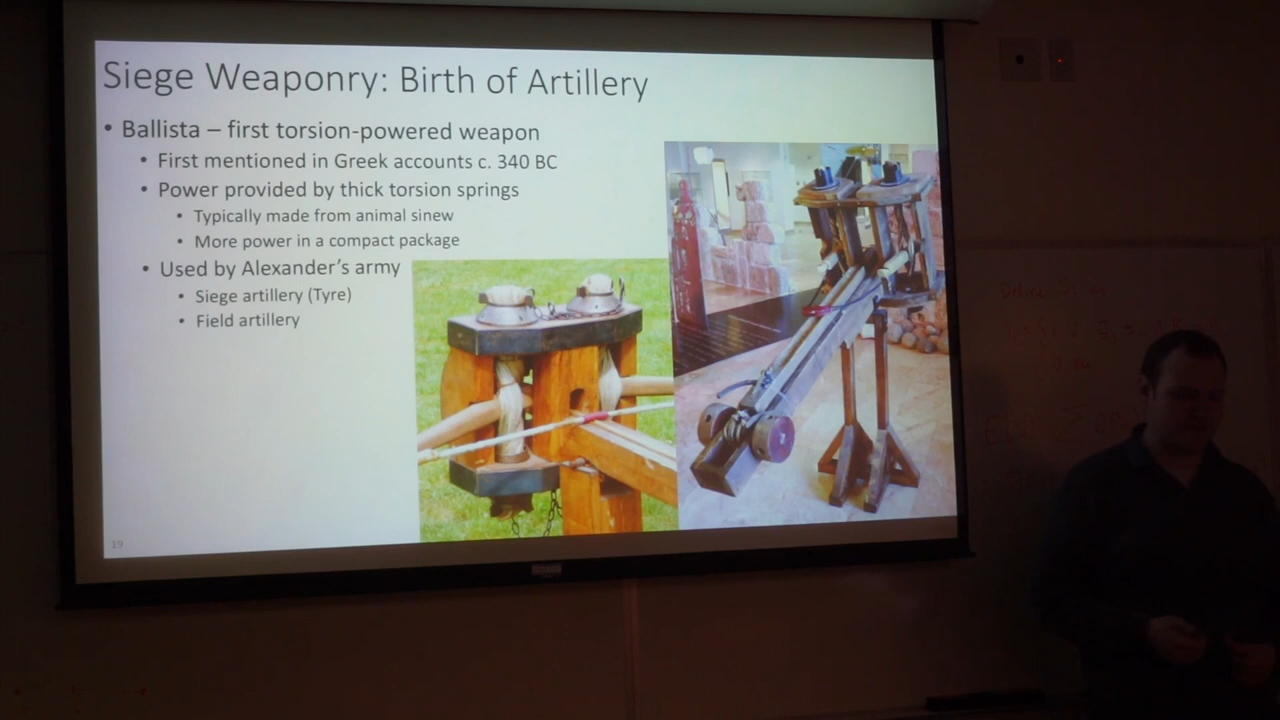 Siege Weaponry: Birth of Artillery
• Ballista – first torsion-powered weapon
• First mentioned in Greek accounts c. 340 BC
• Power provided by thick torsion springs
• Typically made from animal sinew
• More power in a compact package
• Used by Alexander's army
• Siege artillery (Tyre)
• Field artillery
19